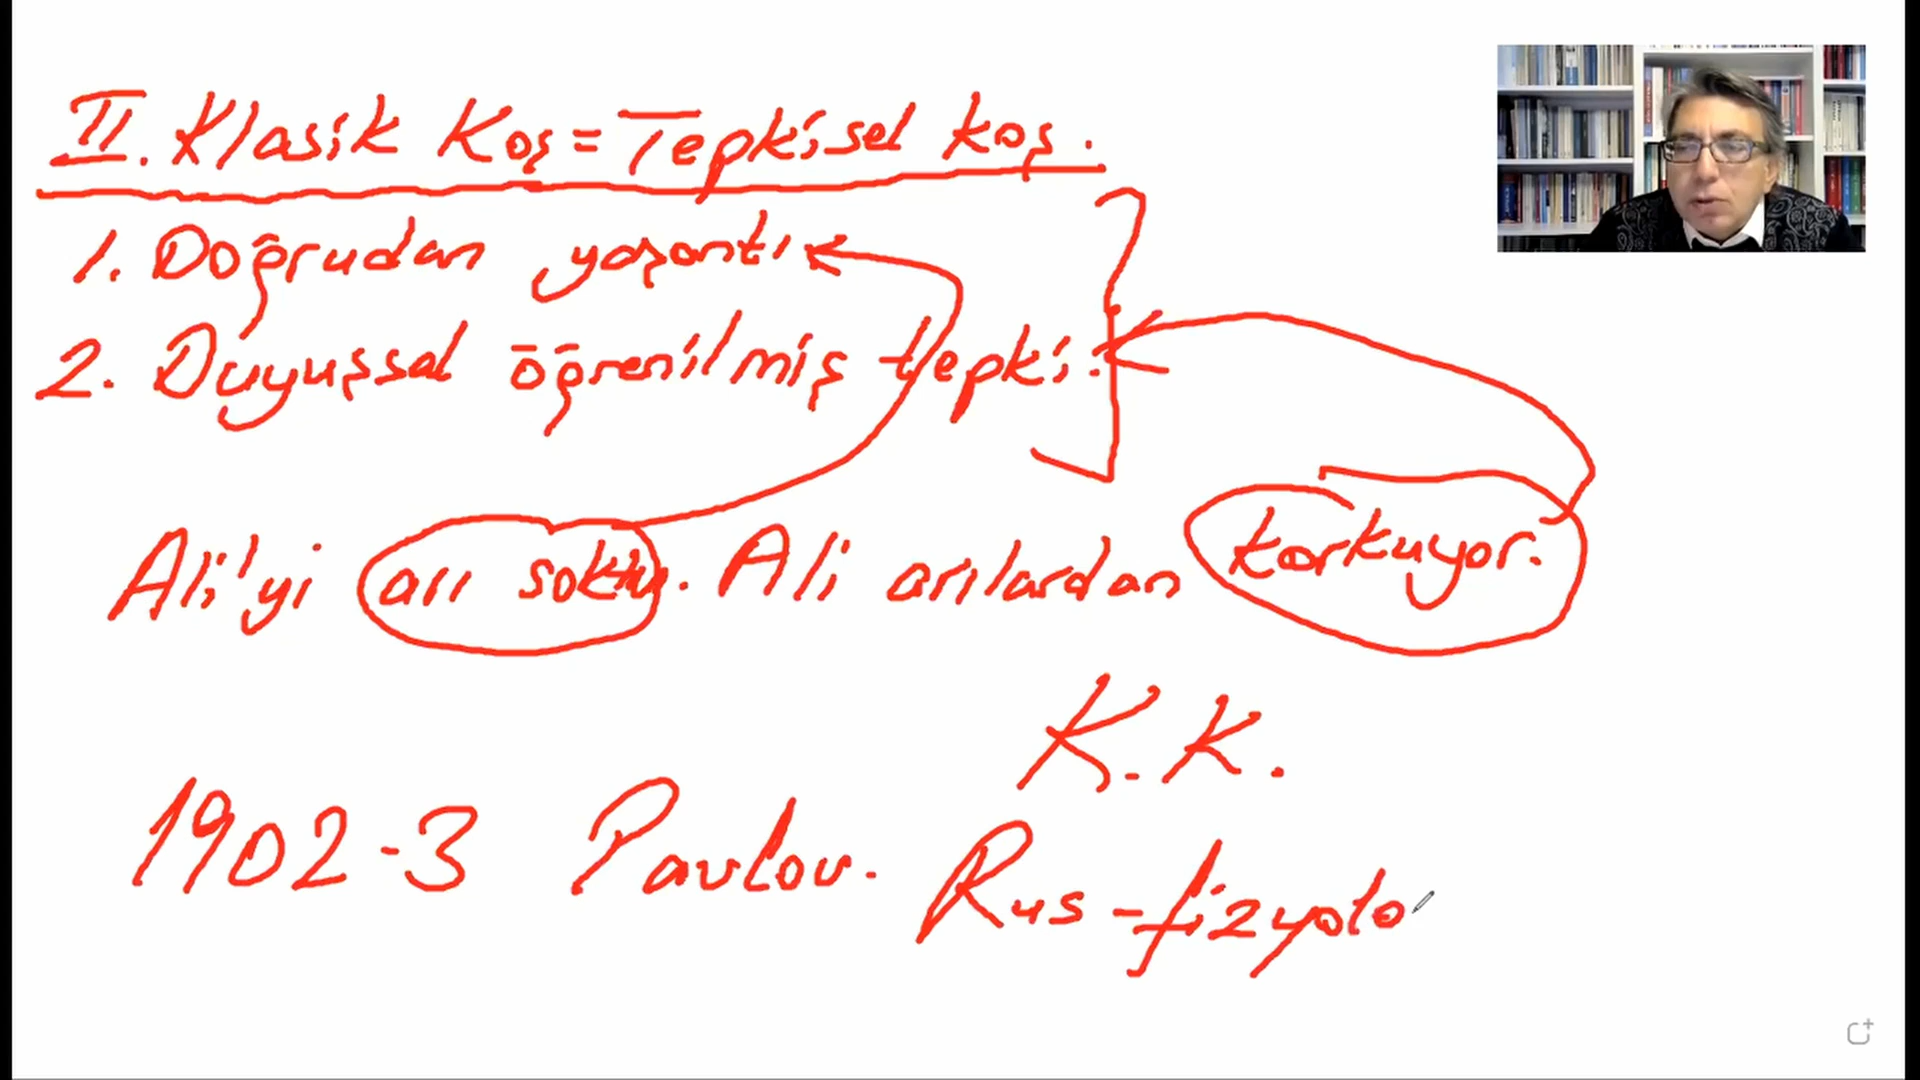 II. Klasik Koş = Tepkisel koş.
1. Doğrudan yaşantı
2. Duyuşsal öğrenilmiş tepki.
Ali'yi arı soktu. Ali arılardan korkuyor.
K.K.
1902-3 Pavlov. Rus-fizyolo